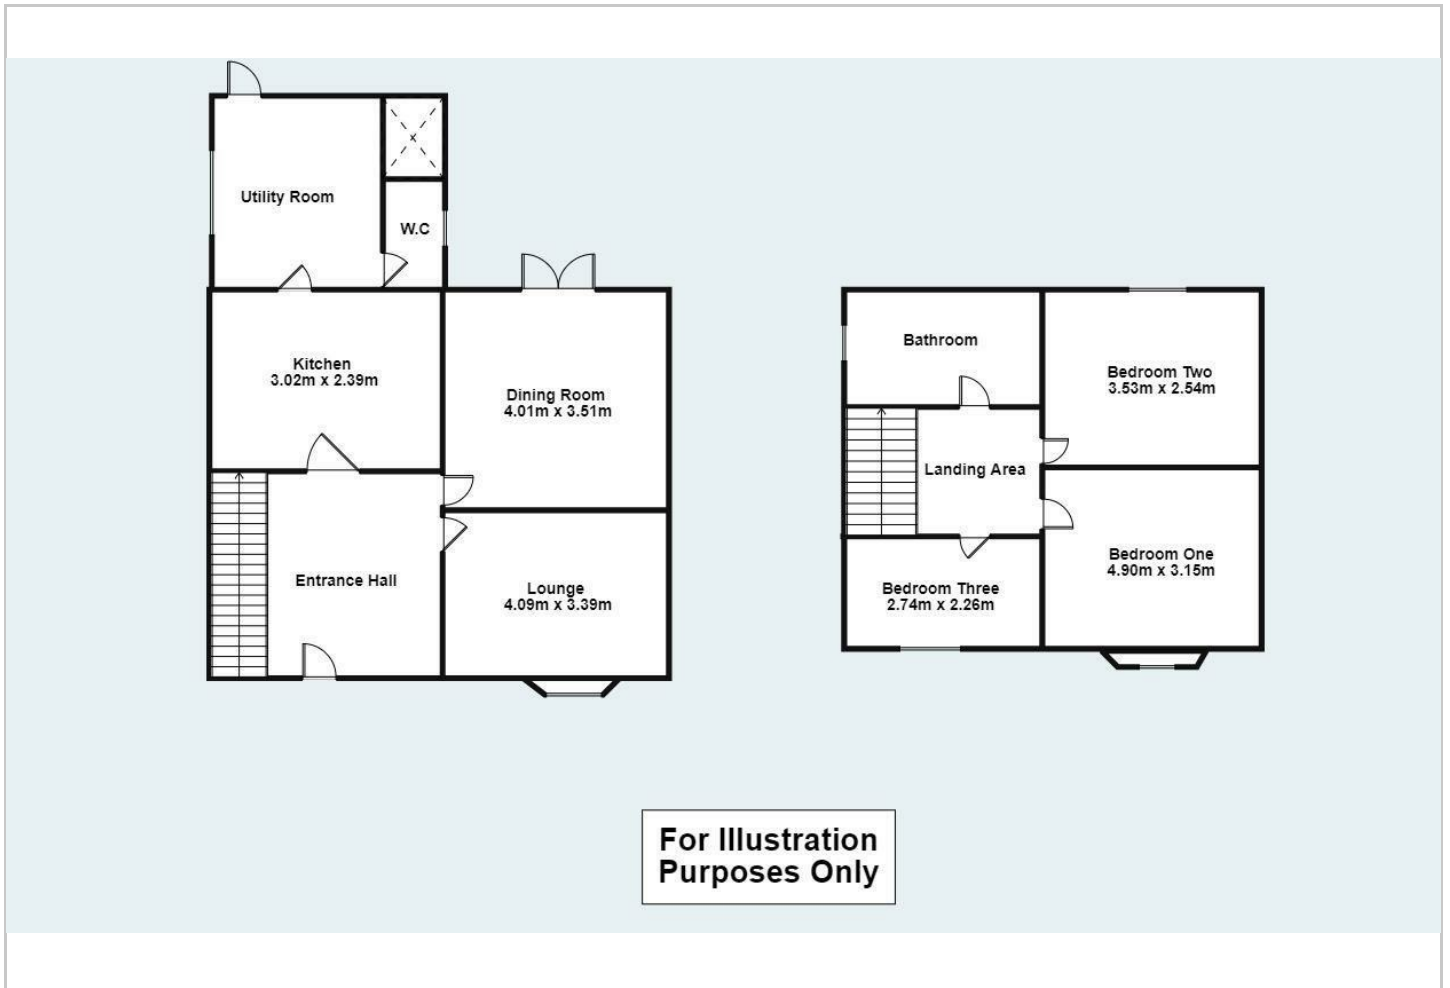 Utility Room
W.C
Kitchen
3.02m x 2.39m
Dining Room
4.01m x 3.51m
Entrance Hall
Lounge
4.09m x 3.39m
Bathroom
Bedroom Two
3.53m x 2.54m
Landing Area
Bedroom One
4.90m x 3.15m
Bedroom Three
2.74m x 2.26m
For Illustration
Purposes Only